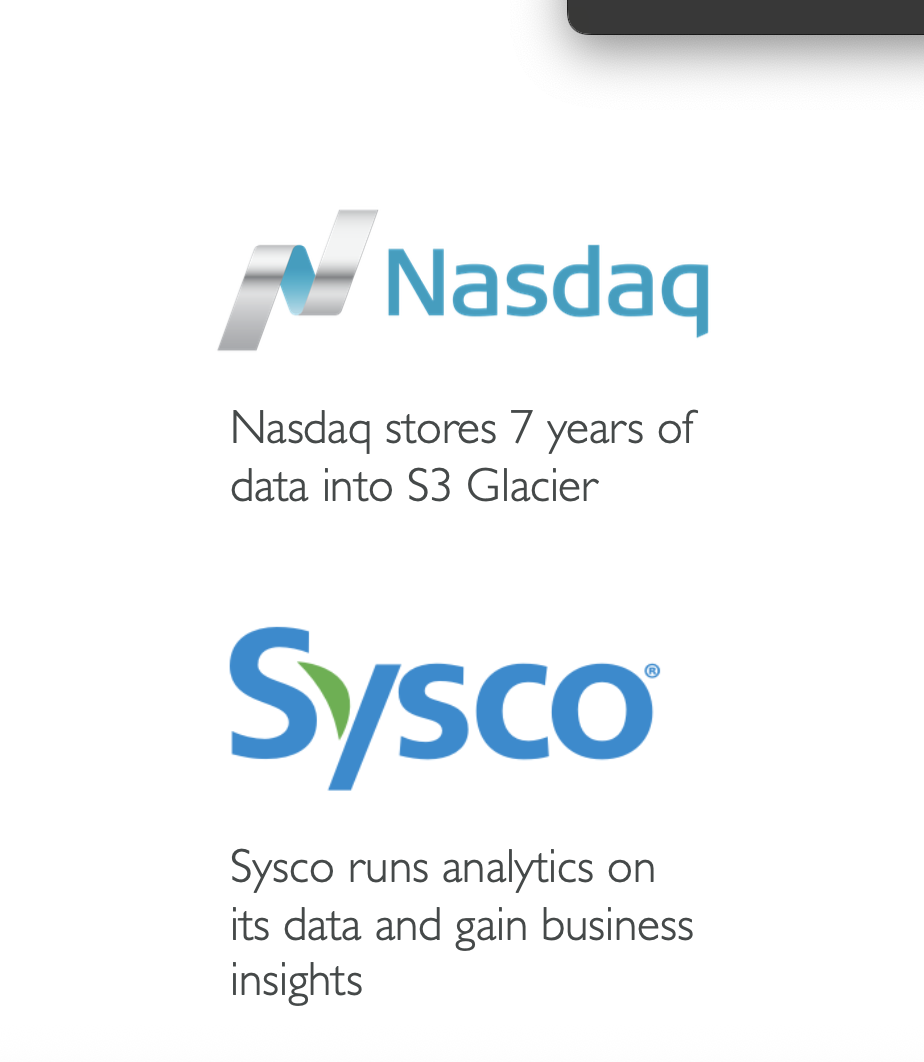 Nasdaq
Nasdaq stores 7 years of
data into S3 Glacier
Sysco®
Sysco runs analytics on
its data and gain business
insights